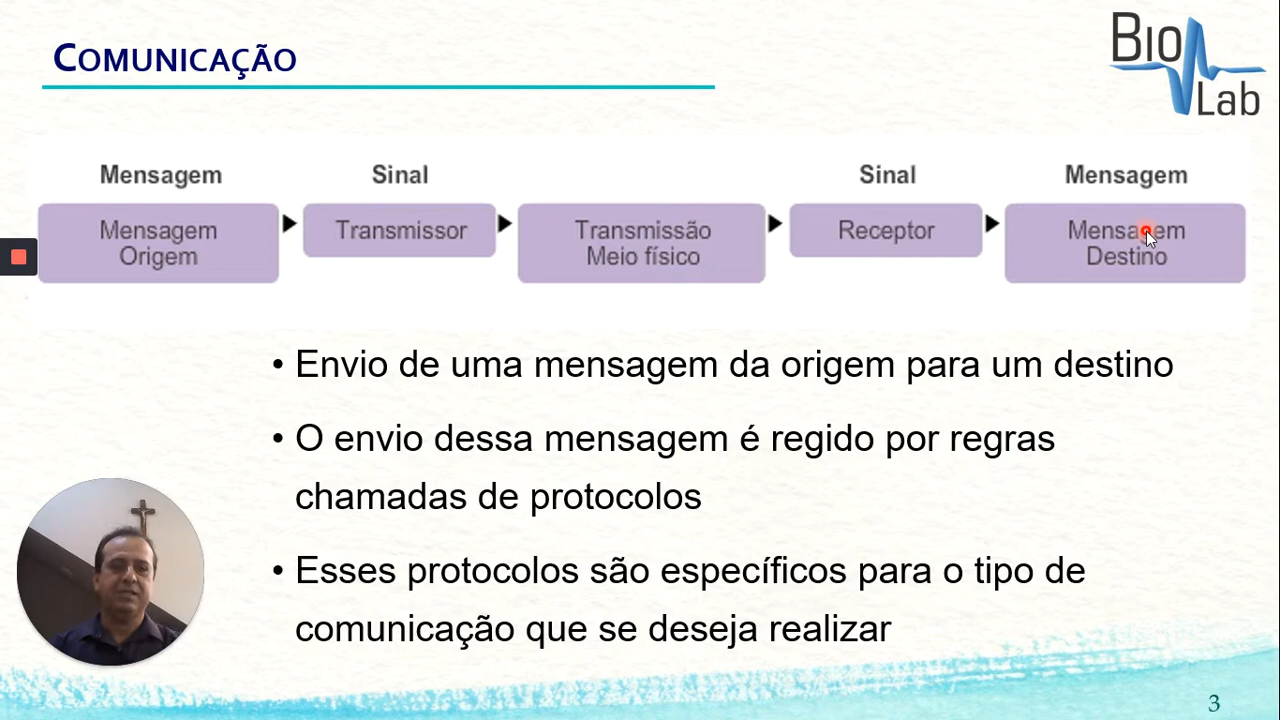 COMUNICAÇÃO
Bio
Lab
Mensagem
Sinal
Sinal
Mensagem
Mensagem
Origem
Transmissor
Transmissão
Meio físico
Receptor
Mensagem
Destino
• Envio de uma mensagem da origem para um destino
• O envio dessa mensagem é regido por regras
chamadas de protocolos
• Esses protocolos são específicos para o tipo de
comunicação que se deseja realizar
3